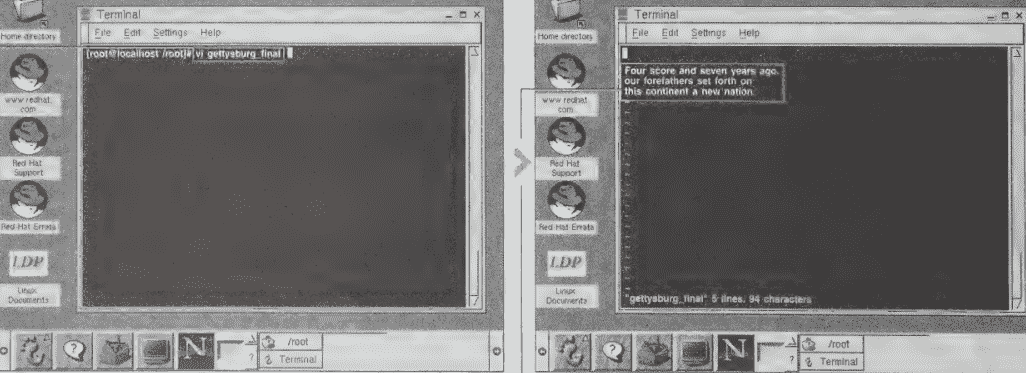 Terminal
File Edit Settings Help
[root@localhost /root]# vi gettysburg_final
Home directory
www.redhat.
com
Red Hat
Support
Red Hat Errata
LDP
Linux
Documents
N
?
/root
?
Terminal
Terminal
File Edit Settings Help
Four score and seven years ago,
our forefathers set forth on
this continent a new nation
"gettysburg_final" 5 lines, 94 characters
Home directory
www.redhat.
com
Red Hat
Support
Red Hat Errata
LDP
Linux
Documents
N
?
/root
?
Terminal